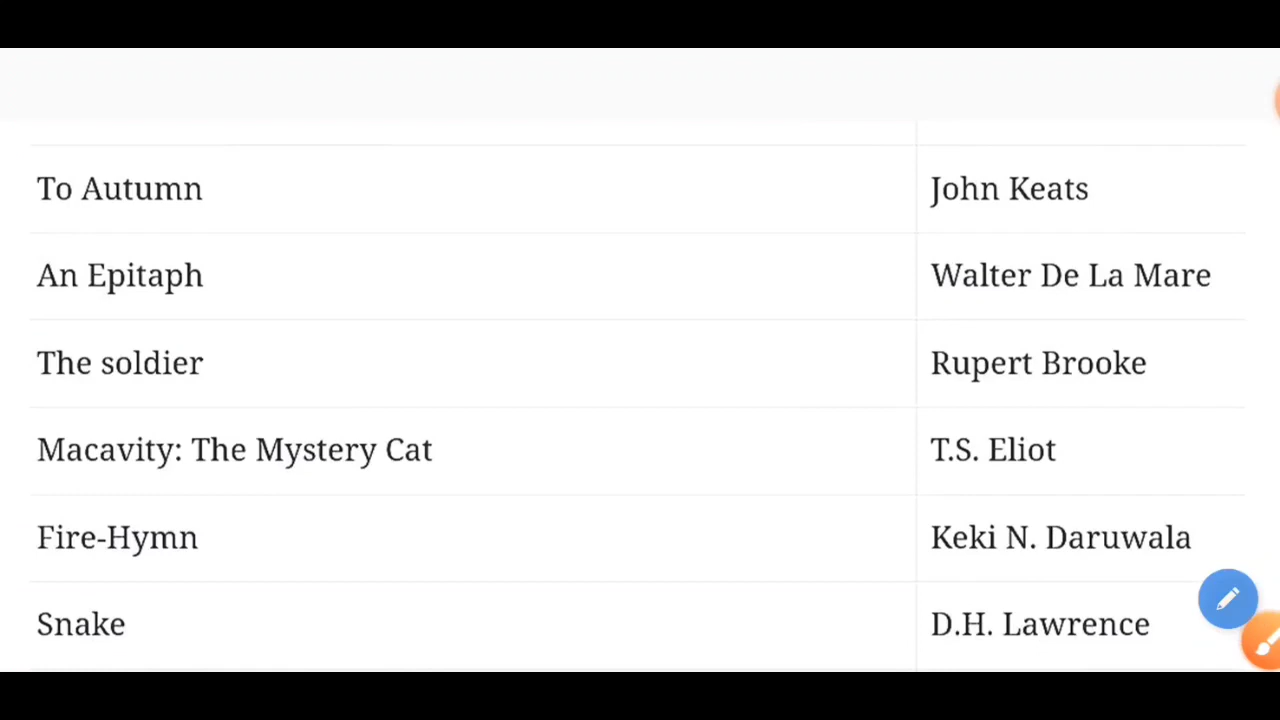 To Autumn John Keats
An Epitaph Walter De La Mare
The soldier Rupert Brooke
Macavity: The Mystery Cat T.S. Eliot
Fire-Hymn Keki N. Daruwala
Snake D.H. Lawrence